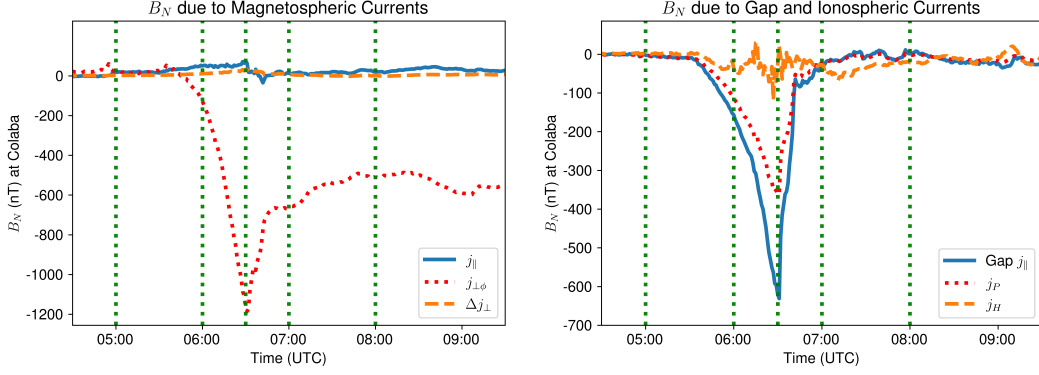 B_N due to Magnetospheric Currents
B_N (nT) at Colaba
0
-200
-400
-600
-800
-1000
-1200
05:00 06:00 07:00 08:00 09:00
Time (UTC)
j_∥
j_⊥ϕ
Δj_⊥
B_N due to Gap and Ionospheric Currents
B_N (nT) at Colaba
0
-100
-200
-300
-400
-500
-600
-700
05:00 06:00 07:00 08:00 09:00
Time (UTC)
Gap j_∥
j_P
j_H